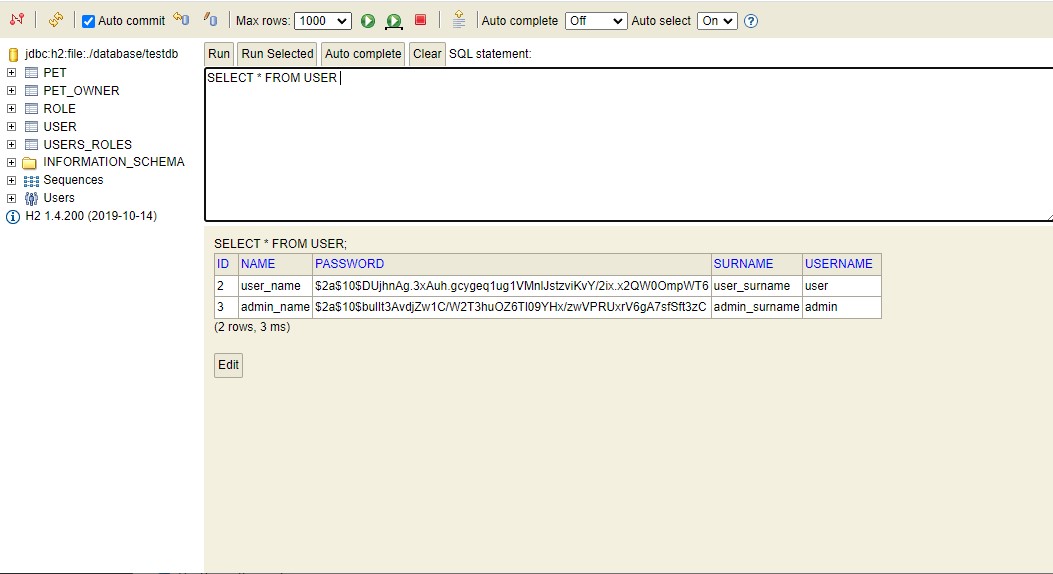 Auto commit Max rows: 1000 Auto complete Off Auto select On ?
jdbc:h2:file:./database/testdb
PET
PET_OWNER
ROLE
USER
USERS_ROLES
INFORMATION_SCHEMA
Sequences
Users
H2 1.4.200 (2019-10-14)
Run Run Selected Auto complete Clear SQL statement:
SELECT * FROM USER
SELECT * FROM USER;
ID NAME PASSWORD SURNAME USERNAME
2 user_name $2a$10$DUjhnAg.3xAuh.gcygeq1ug1VMnlJstzviKvY/2ix.x2QW0OmpWT6 user_surname user
3 admin_name $2a$10$bullt3AvdjZw1C/W2T3huOZ6TI09YHx/zwVPRUxrV6gA7sfSft3zC admin_surname admin
(2 rows, 3 ms)
Edit